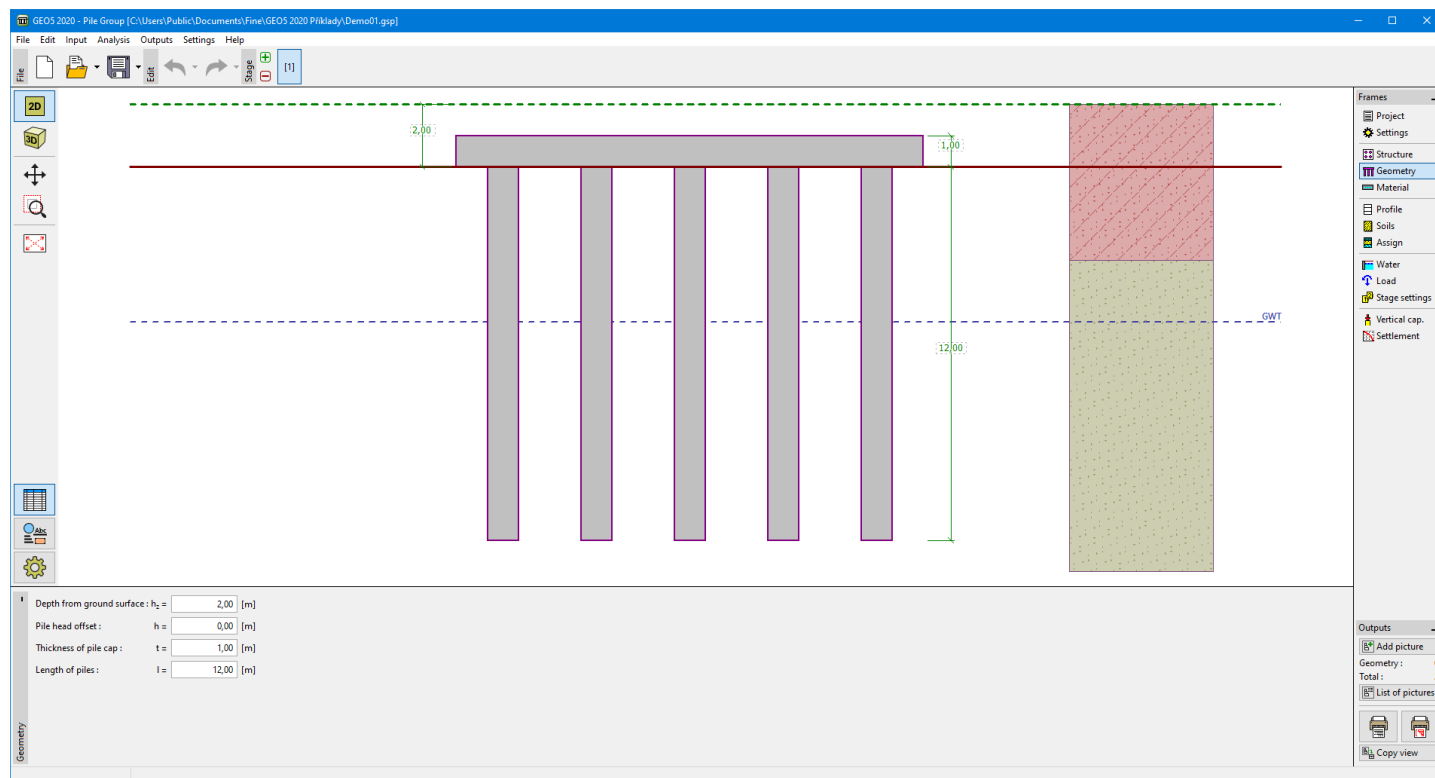 GEO5 2020 - Pile Group [C:\Users\Public\Documents\Fine\GEO5 2020 Příklady\Demo01.gsp]
File Edit Input Analysis Outputs Settings Help
File
Edit
Stage
[1]
2D
3D
2,00
1,00
12,00
GWT
Frames
Project
Settings
Structure
Geometry
Material
Profile
Soils
Assign
Water
Load
Stage settings
Vertical cap.
Settlement
Abc
Depth from ground surface : hz = 2,00 [m]
Pile head offset : h = 0,00 [m]
Thickness of pile cap : t = 1,00 [m]
Length of piles : l = 12,00 [m]
Geometry
Outputs
Add picture
Geometry :
Total :
List of pictures
Copy view